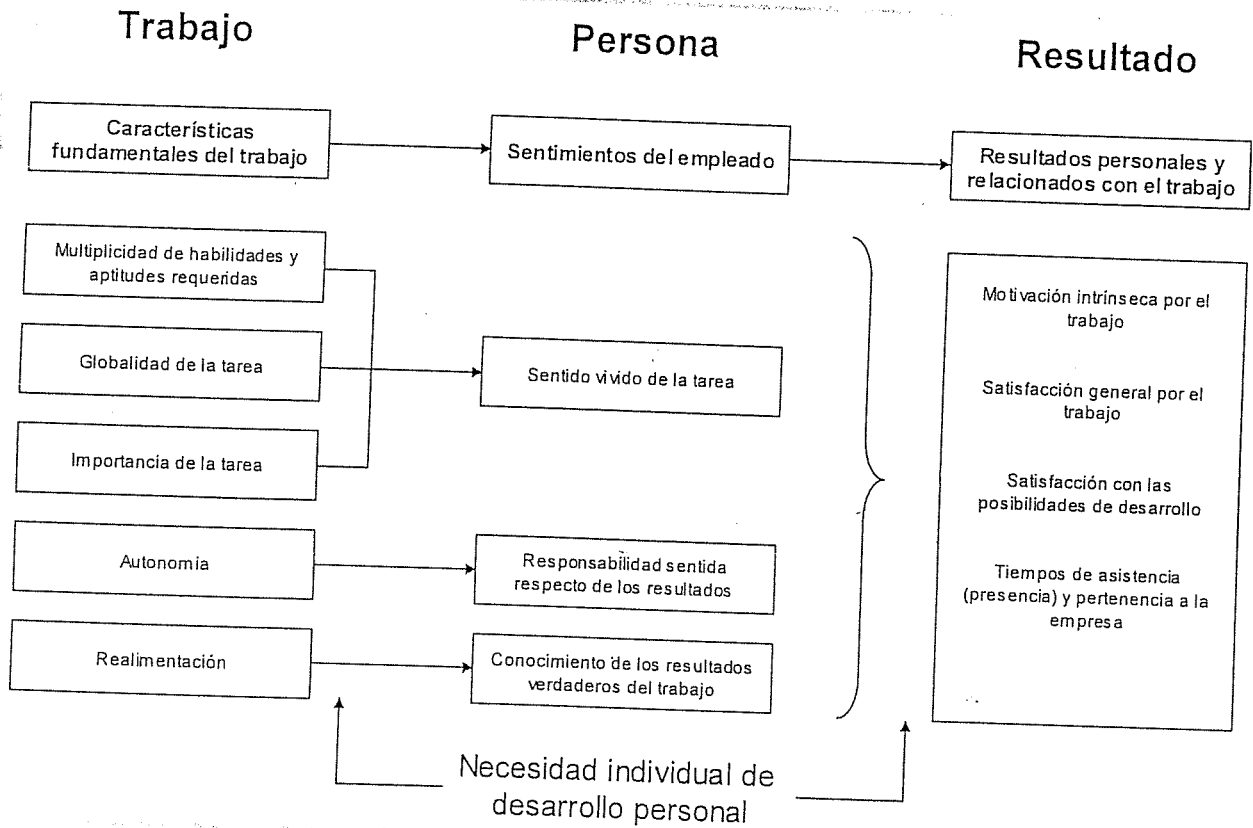 Trabajo
Persona
Resultado
Características
fundamentales del trabajo
Sentimientos del empleado
Resultados personales y
relacionados con el trabajo
Multiplicidad de habilidades y
aptitudes requeridas
Globalidad de la tarea
Importancia de la tarea
Autonomía
Realimentación
Sentido vivido de la tarea
Responsabilidad sentida
respecto de los resultados
Conocimiento de los resultados
verdaderos del trabajo
Motivación intrínseca por el
trabajo
Satisfacción general por el
trabajo
Satisfacción con las
posibilidades de desarrollo
Tiempos de asistencia
(presencia) y pertenencia a la
empresa
Necesidad individual de
desarrollo personal